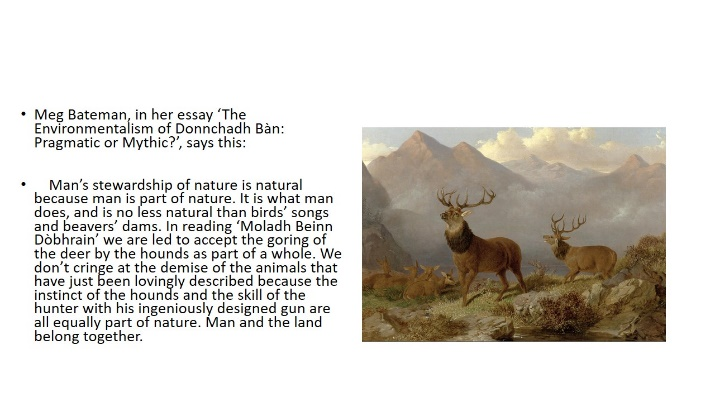 • Meg Bateman, in her essay ‘The
Environmentalism of Donnchadh Bàn:
Pragmatic or Mythic?’, says this:
• Man’s stewardship of nature is natural
because man is part of nature. It is what man
does, and is no less natural than birds’ songs
and beavers’ dams. In reading ‘Moladh Beinn
Dòbhrain’ we are led to accept the goring of
the deer by the hounds as part of a whole. We
don’t cringe at the demise of the animals that
have just been lovingly described because the
instinct of the hounds and the skill of the
hunter with his ingeniously designed gun are
all equally part of nature. Man and the land
belong together.